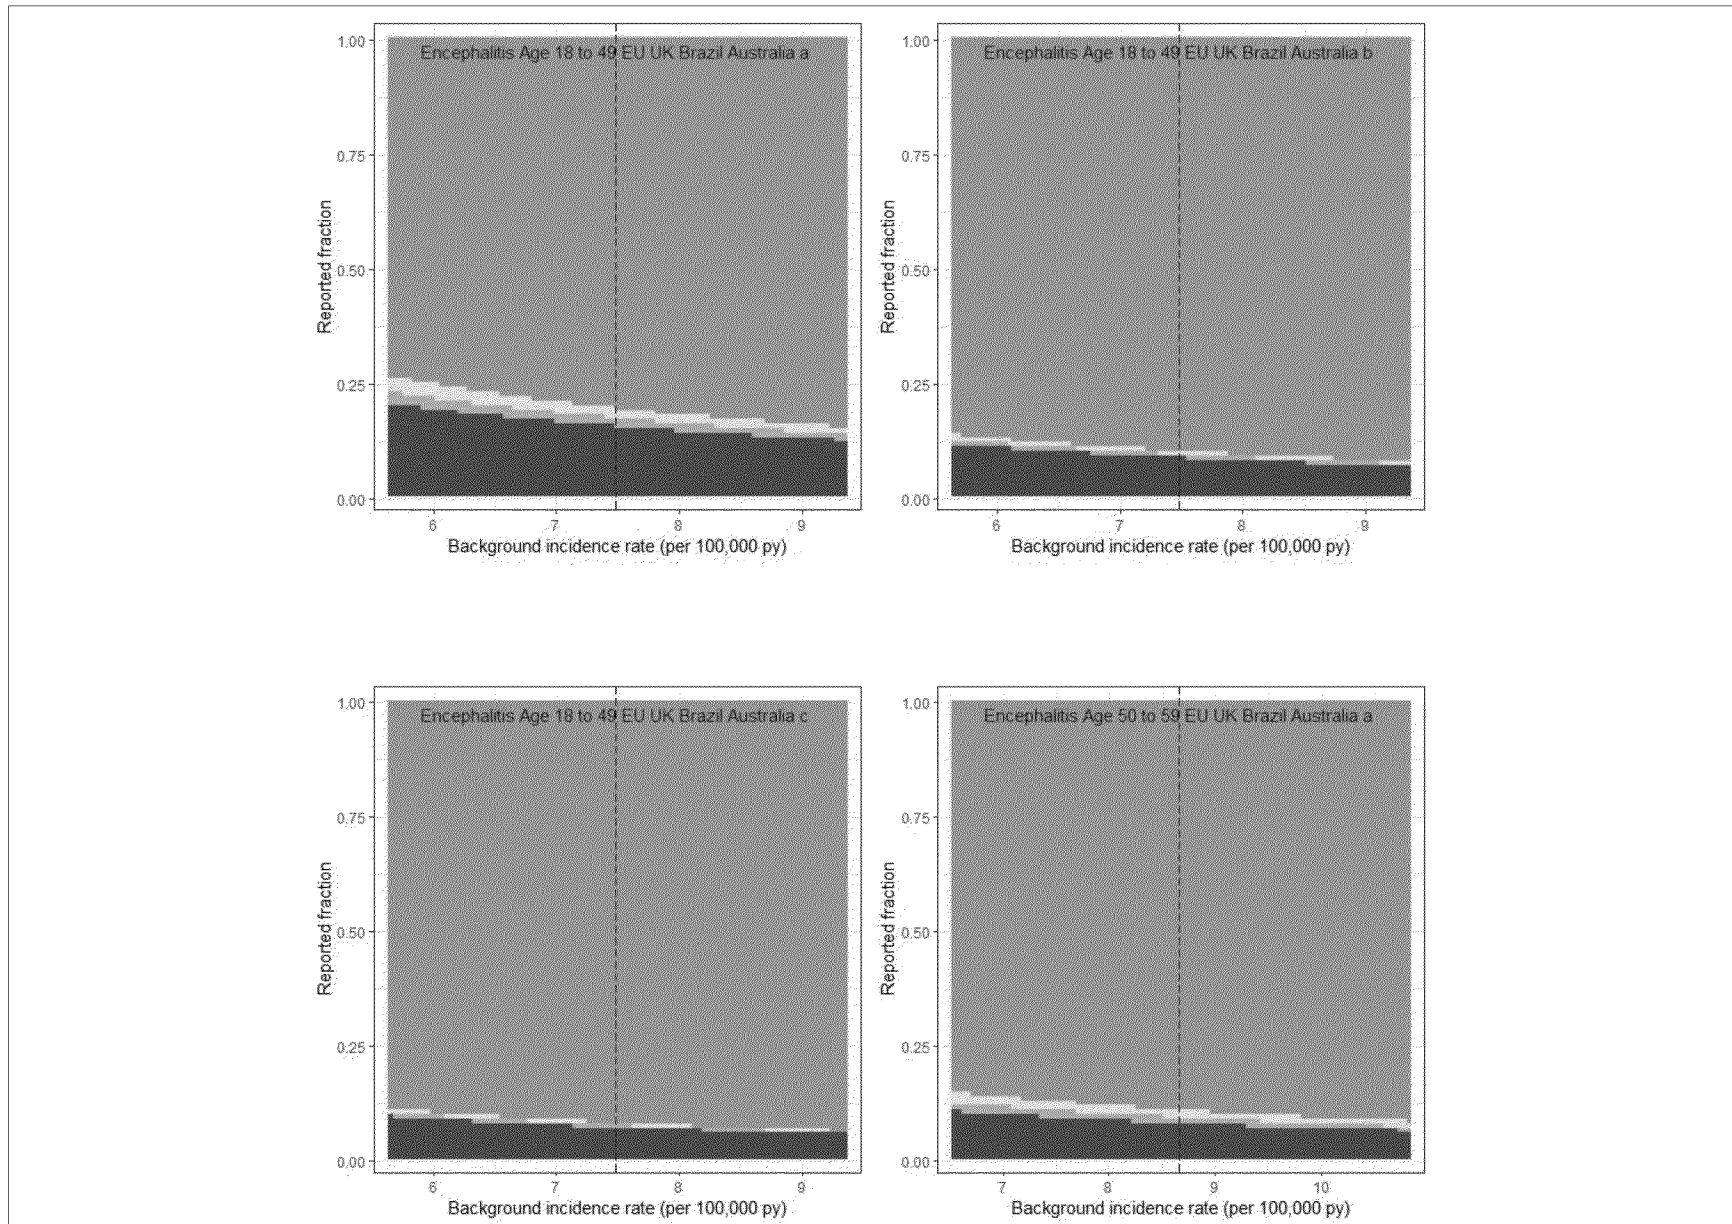 Encephalitis Age 18 to 49 EU UK Brazil Australia a
1.00
0.75
0.50
0.25
0.00
Reported fraction
6 7 8 9
Background incidence rate (per 100,000 py)
Encephalitis Age 18 to 49 EU UK Brazil Australia b
1.00
0.75
0.50
0.25
0.00
Reported fraction
6 7 8 9
Background incidence rate (per 100,000 py)
Encephalitis Age 18 to 49 EU UK Brazil Australia c
1.00
0.75
0.50
0.25
0.00
Reported fraction
6 7 8 9
Background incidence rate (per 100,000 py)
Encephalitis Age 50 to 59 EU UK Brazil Australia a
1.00
0.75
0.50
0.25
0.00
Reported fraction
7 8 9 10
Background incidence rate (per 100,000 py)